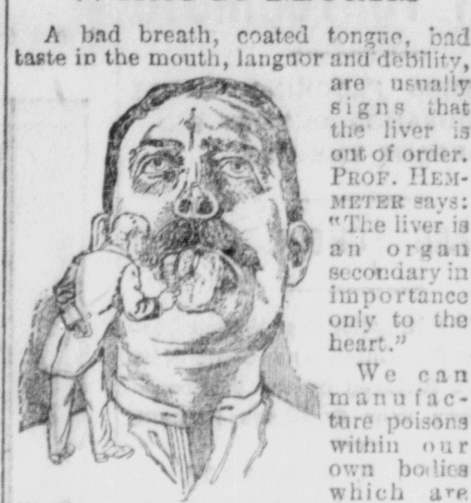 A bad breath, coated tongue, bad
taste in the mouth, languor and debility,
are usually
signs that
the liver is
out of order.
PROF. HEM-
METER says:
"The liver is
an organ
secondary in
importance
only to the
heart."
We can
manufac-
ture poisons
within our
own bodies
which are